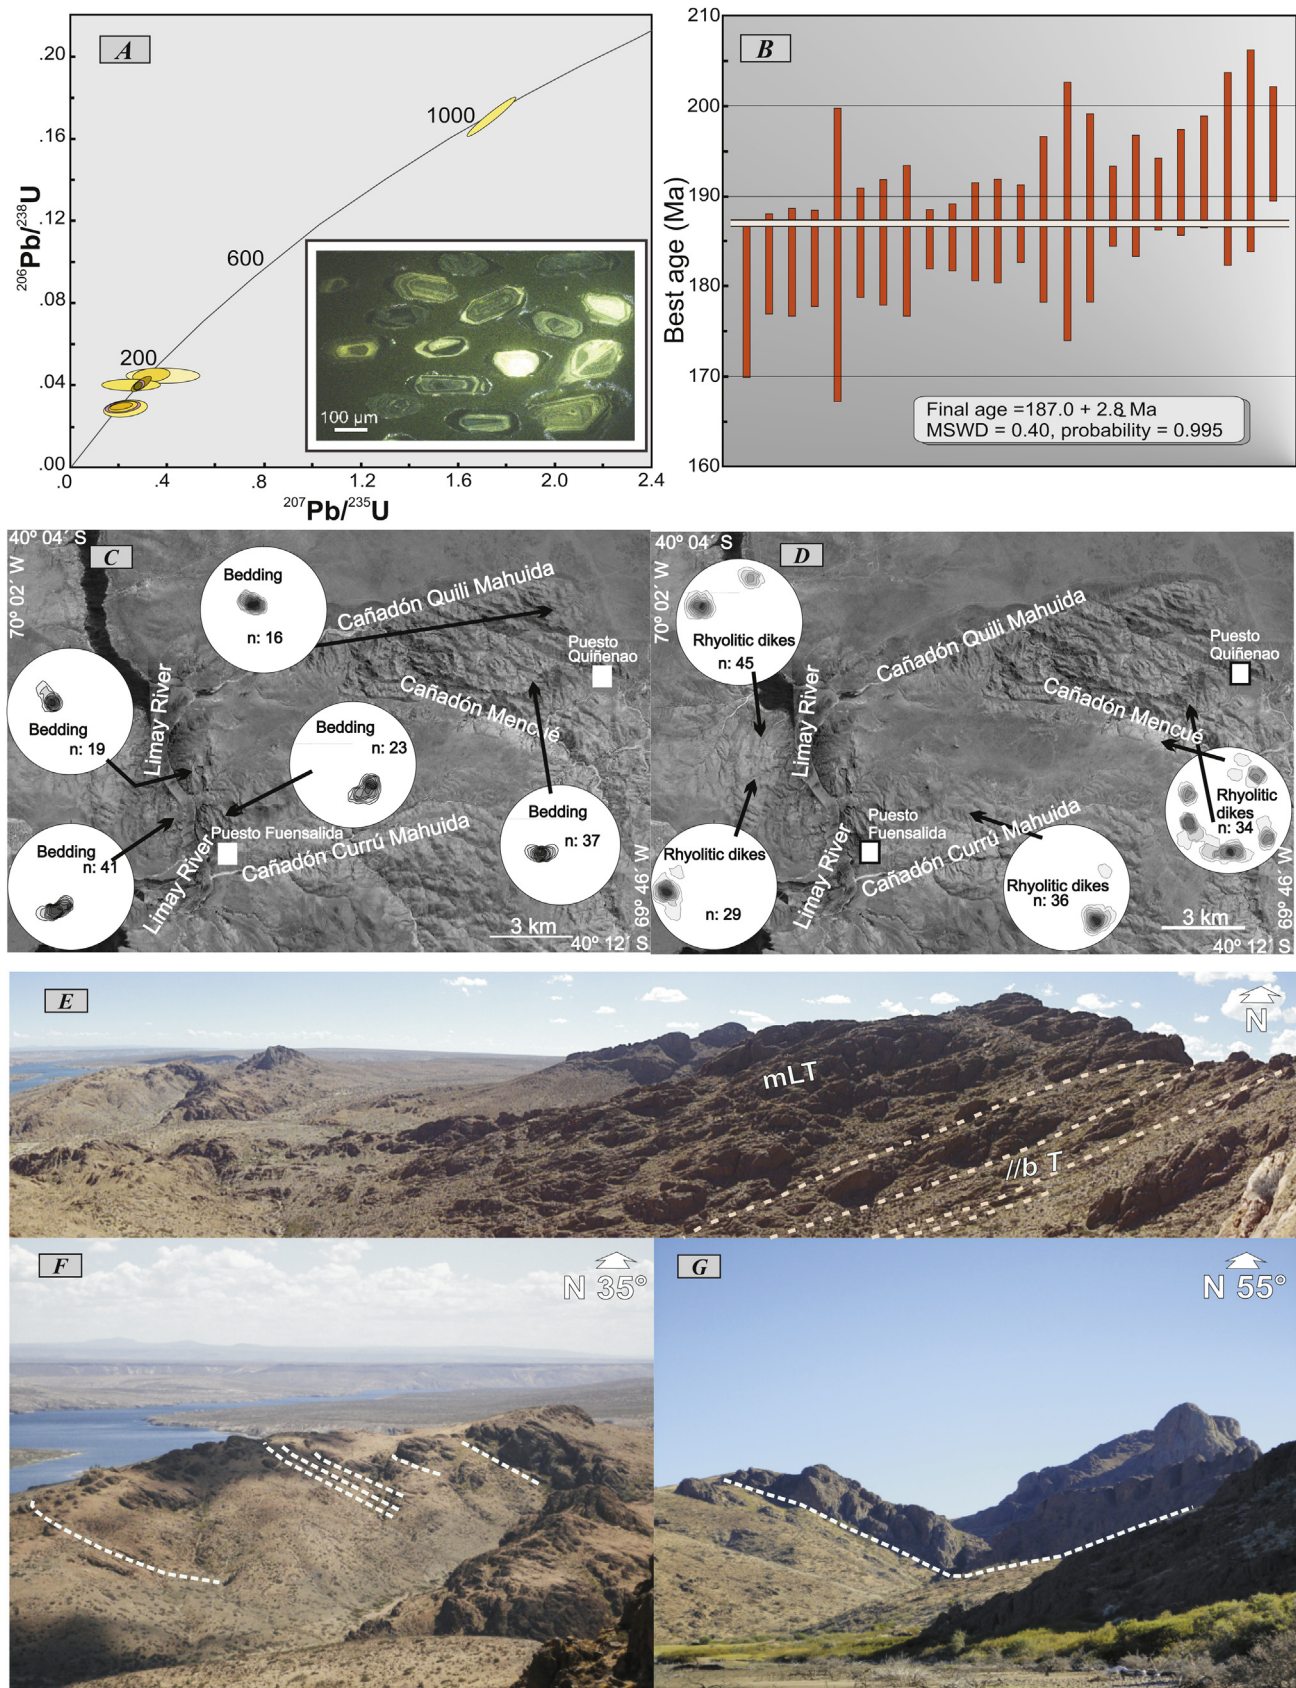 A
.20
.16
.12
.08
.04
.00
206Pb/238U
1000
600
200
100 µm
.0
.4
.8
1.2
1.6
2.0
2.4
207Pb/235U
B
210
200
190
180
170
160
Best age (Ma)
Final age =187.0 + 2.8 Ma
MSWD = 0.40, probability = 0.995
40º 04´ S
70º 02´ W
C
Bedding
n: 16
Cañadón Quili Mahuida
Puesto
Quiñenao
Bedding
n: 19
Limay River
Cañadón Mencué
Bedding
n: 23
Bedding
n: 37
Puesto Fuensalida
Bedding
n: 41
Limay River
Cañadón Currú Mahuida
3 km
69º 46´ W
40º 12´ S
40º 04´ S
70º 02´ W
D
Rhyolitic dikes
n: 45
Cañadón Quili Mahuida
Puesto
Quiñenao
Limay River
Cañadón Mencué
Rhyolitic
dikes
n: 34
Puesto
Fuensalida
Rhyolitic dikes
n: 29
Limay River
Cañadón Currú Mahuida
Rhyolitic dikes
n: 36
3 km
69º 46´ W
40º 12´ S
E
N
mLT
//b T
F
N 35°
G
N 55°